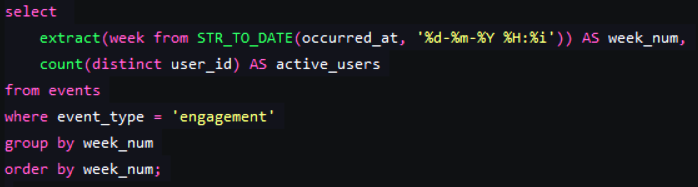 select
extract(week from STR_TO_DATE(occurred_at, '%d-%m-%Y %H:%i')) AS week_num,
count(distinct user_id) AS active_users
from events
where event_type = 'engagement'
group by week_num
order by week_num;